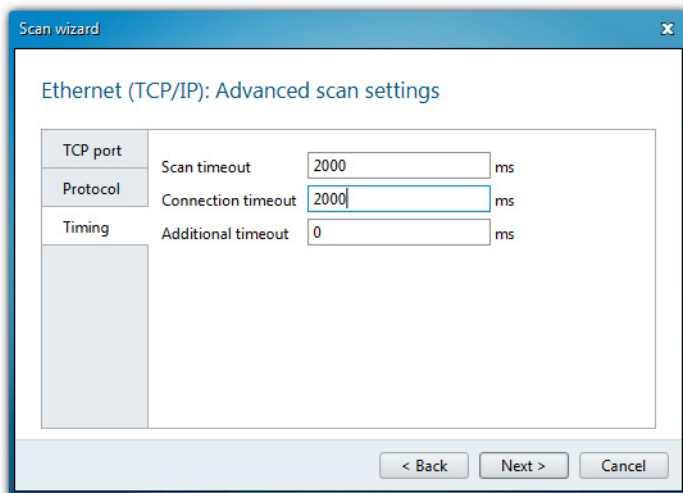 Scan wizard
Ethernet (TCP/IP): Advanced scan settings
TCP port
Protocol
Timing
Scan timeout 2000 ms
Connection timeout 2000 ms
Additional timeout 0 ms
< Back Next > Cancel